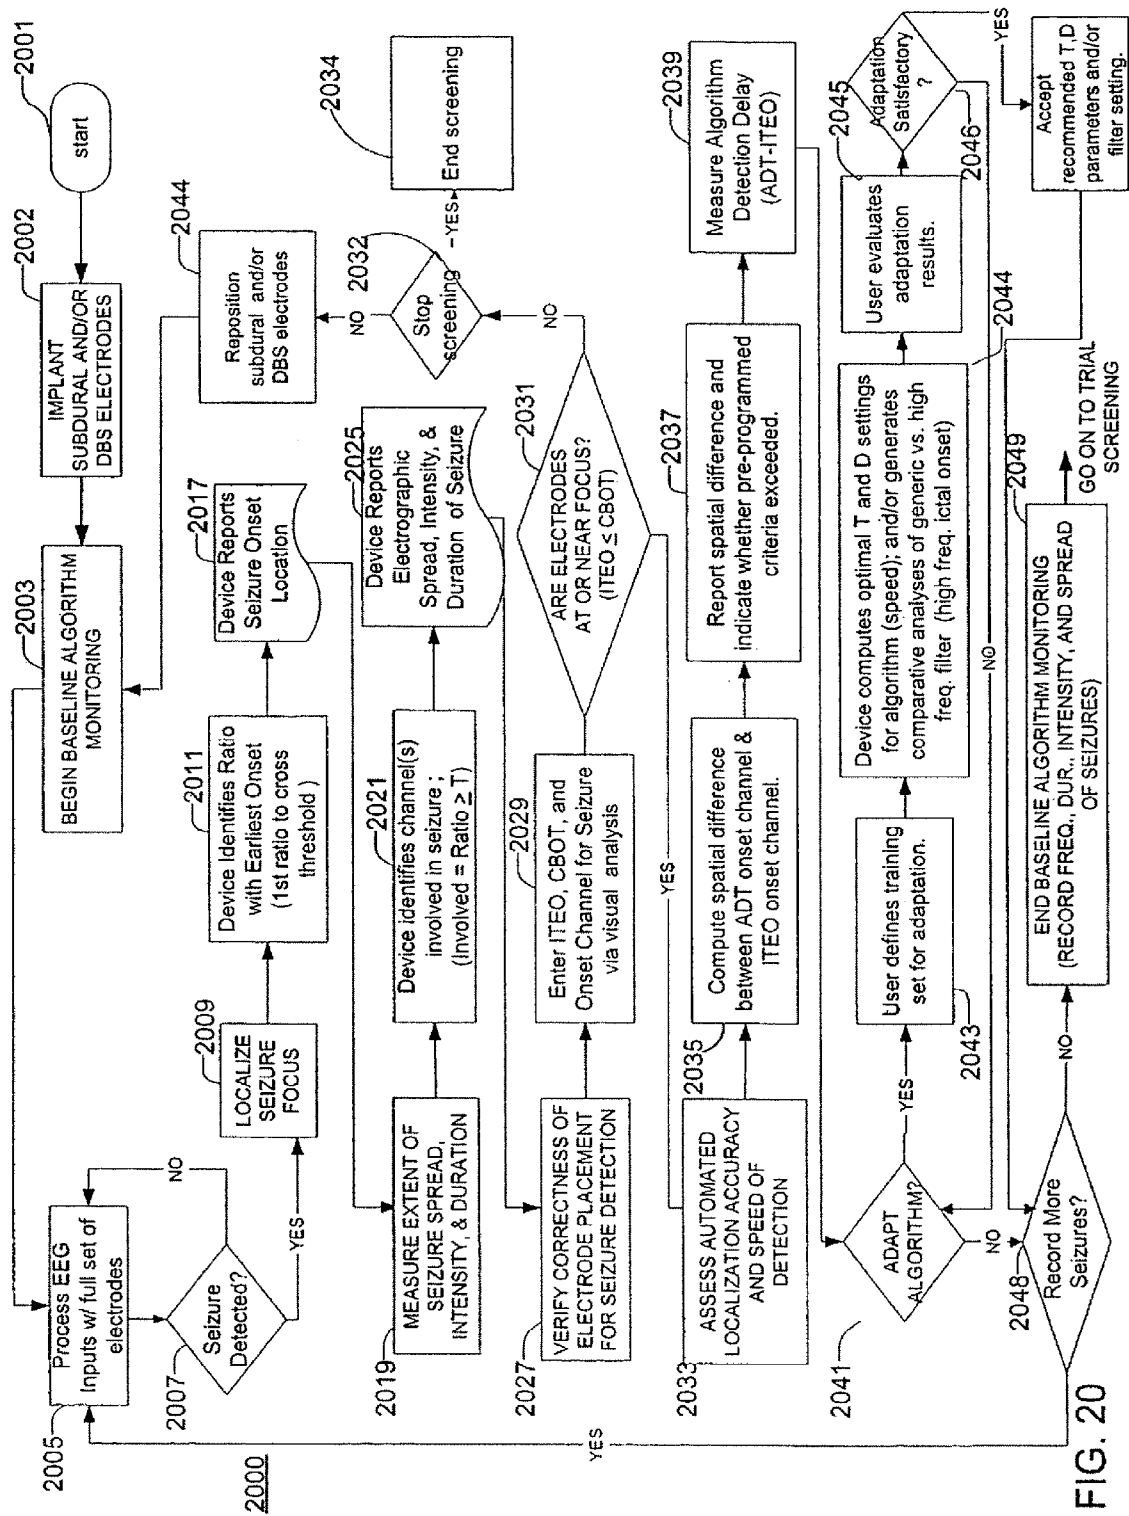 2001
start
2002
IMPLANT
SUBDURAL AND/OR
DBS ELECTRODES
2003
BEGIN BASELINE ALGORITHM
MONITORING
2005
Process EEG
Inputs w/ full set of
electrodes
2007
Seizure
Detected?
NO
YES
2009
LOCALIZE
SEIZURE
FOCUS
2011
Device Identifies Ratio
with Earliest Onset
(1st ratio to cross
threshold )
2017
Device Reports
Seizure Onset
Location
2019
MEASURE EXTENT OF
SEIZURE SPREAD,
INTENSITY, & DURATION
2021
Device identifies channel(s)
involved in seizure ;
(Involved = Ratio ≥ T)
2025
Device Reports
Electrographic
Spread, Intensity, &
Duration of Seizure
2027
VERIFY CORRECTNESS OF
ELECTRODE PLACEMENT
FOR SEIZURE DETECTION
2029
Enter ITEO, CBOT, and
Onset Channel for Seizure
via visual analysis
2031
ARE ELECTRODES
AT OR NEAR FOCUS?
(ITEO ≤ CBOT)
NO
YES
2032
Stop
screening
YES
NO
2034
End screening
2044
Reposition
subdural and/or
DBS electrodes
2033
ASSESS AUTOMATED
LOCALIZATION ACCURACY
AND SPEED OF
DETECTION
2035
Compute spatial difference
between ADT onset channel &
ITEO onset channel.
2037
Report spatial difference and
indicate whether pre-programmed
criteria exceeded.
2039
Measure Algorithm
Detection Delay
(ADT-ITEO)
2041
ADAPT
ALGORITHM?
YES
NO
2043
User defines training
set for adaptation.
2044
Device computes optimal T and D settings
for algorithm (speed); and/or generates
comparative analyses of generic vs. high
freq. filter (high freq. ictal onset)
2045
User evaluates
adaptation
results.
2046
Adaptation
Satisfactory
?
YES
NO
Accept
recommended T,D
parameters and/or
filter setting.
2048
Record More
Seizures?
NO
YES
2049
END BASELINE ALGORITHM MONITORING
(RECORD FREQ., DUR., INTENSITY, AND SPREAD
OF SEIZURES)
GO ON TO TRIAL
SCREENING
2000
FIG. 20